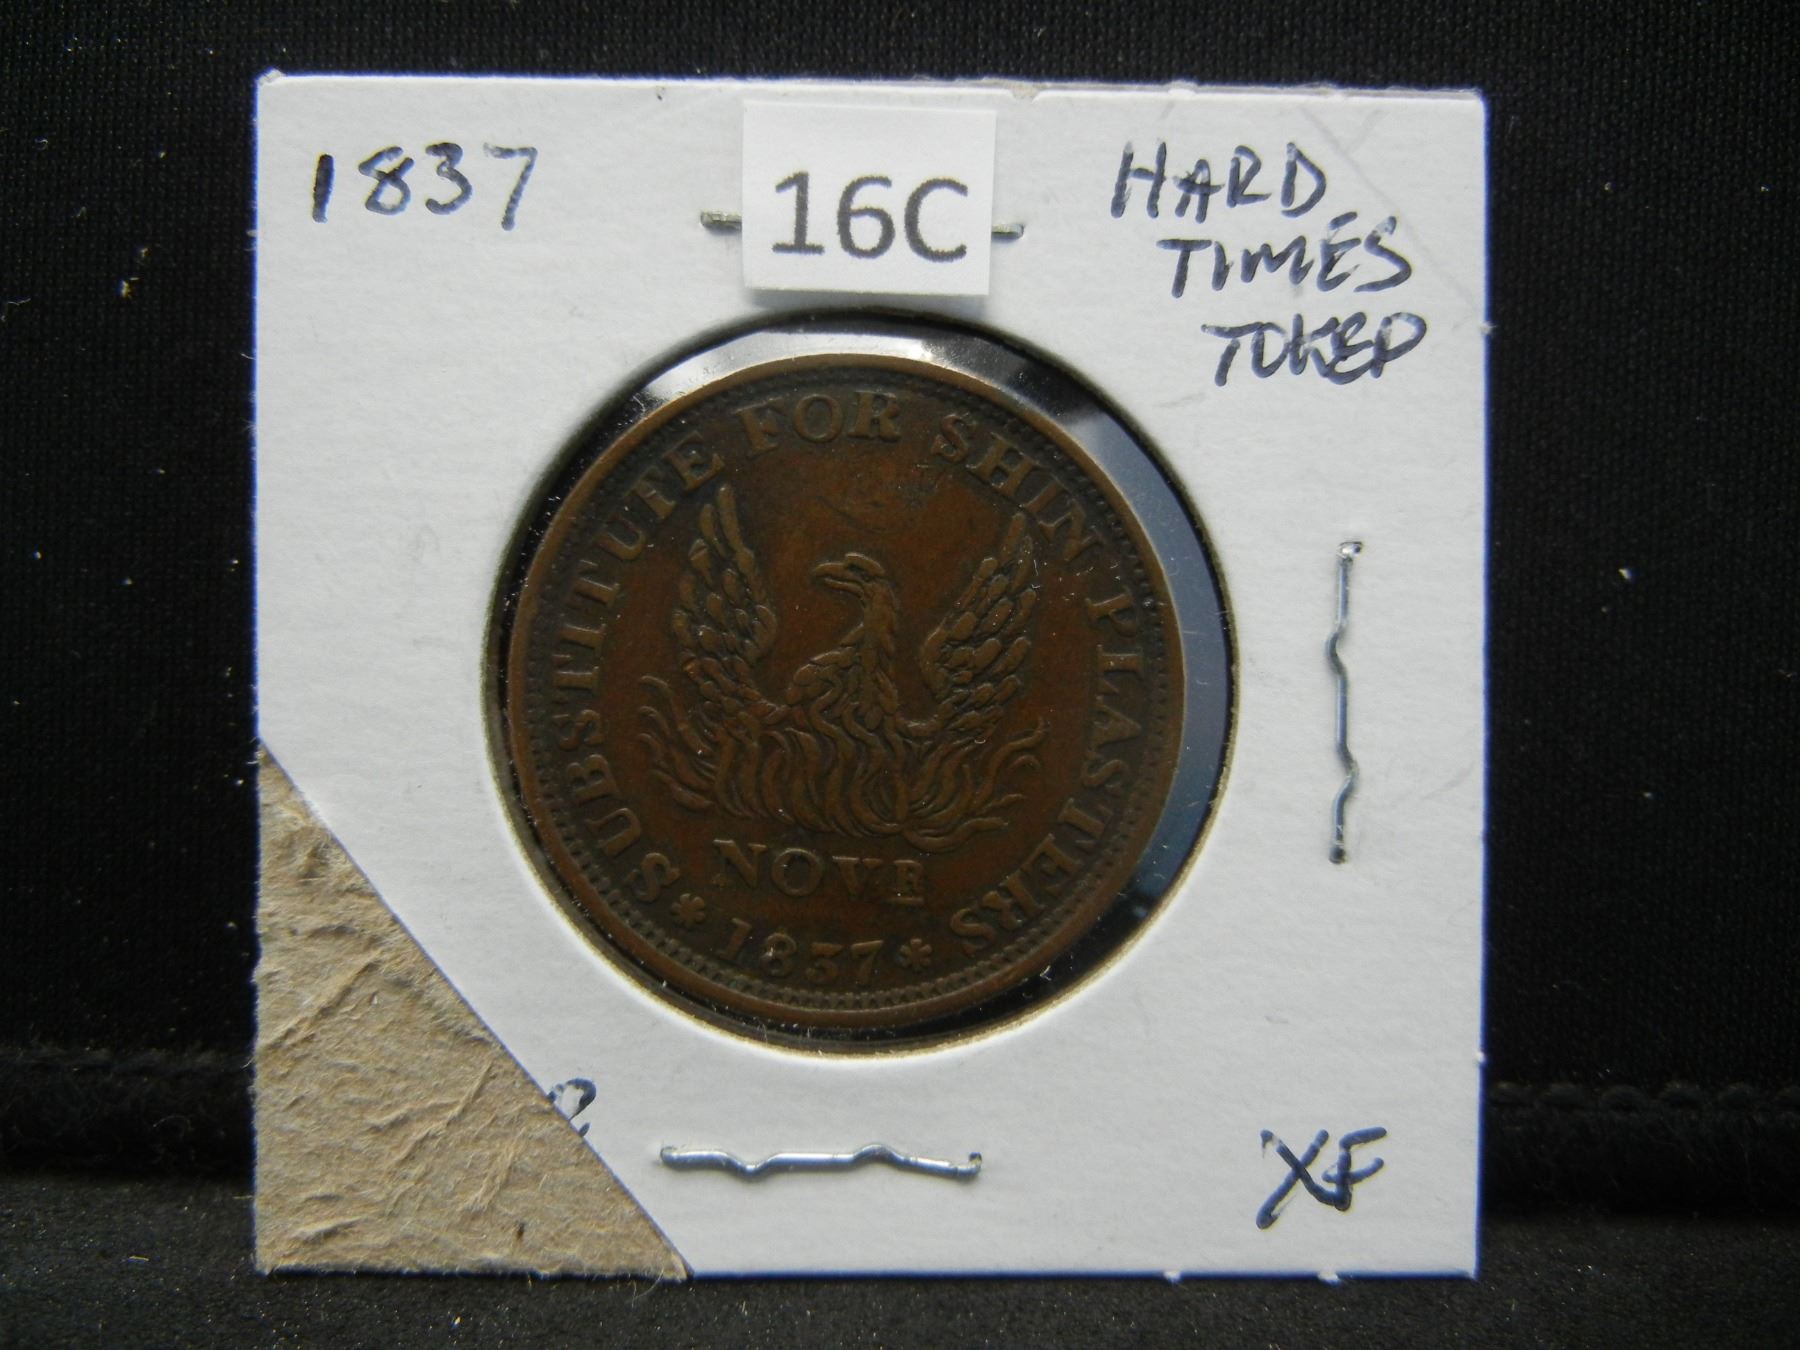 1837
16C
HARD
TIMES
TOKEN
SUBSTITUTE FOR SHIN PLASTERS
NOVR
* 1837 *
XF